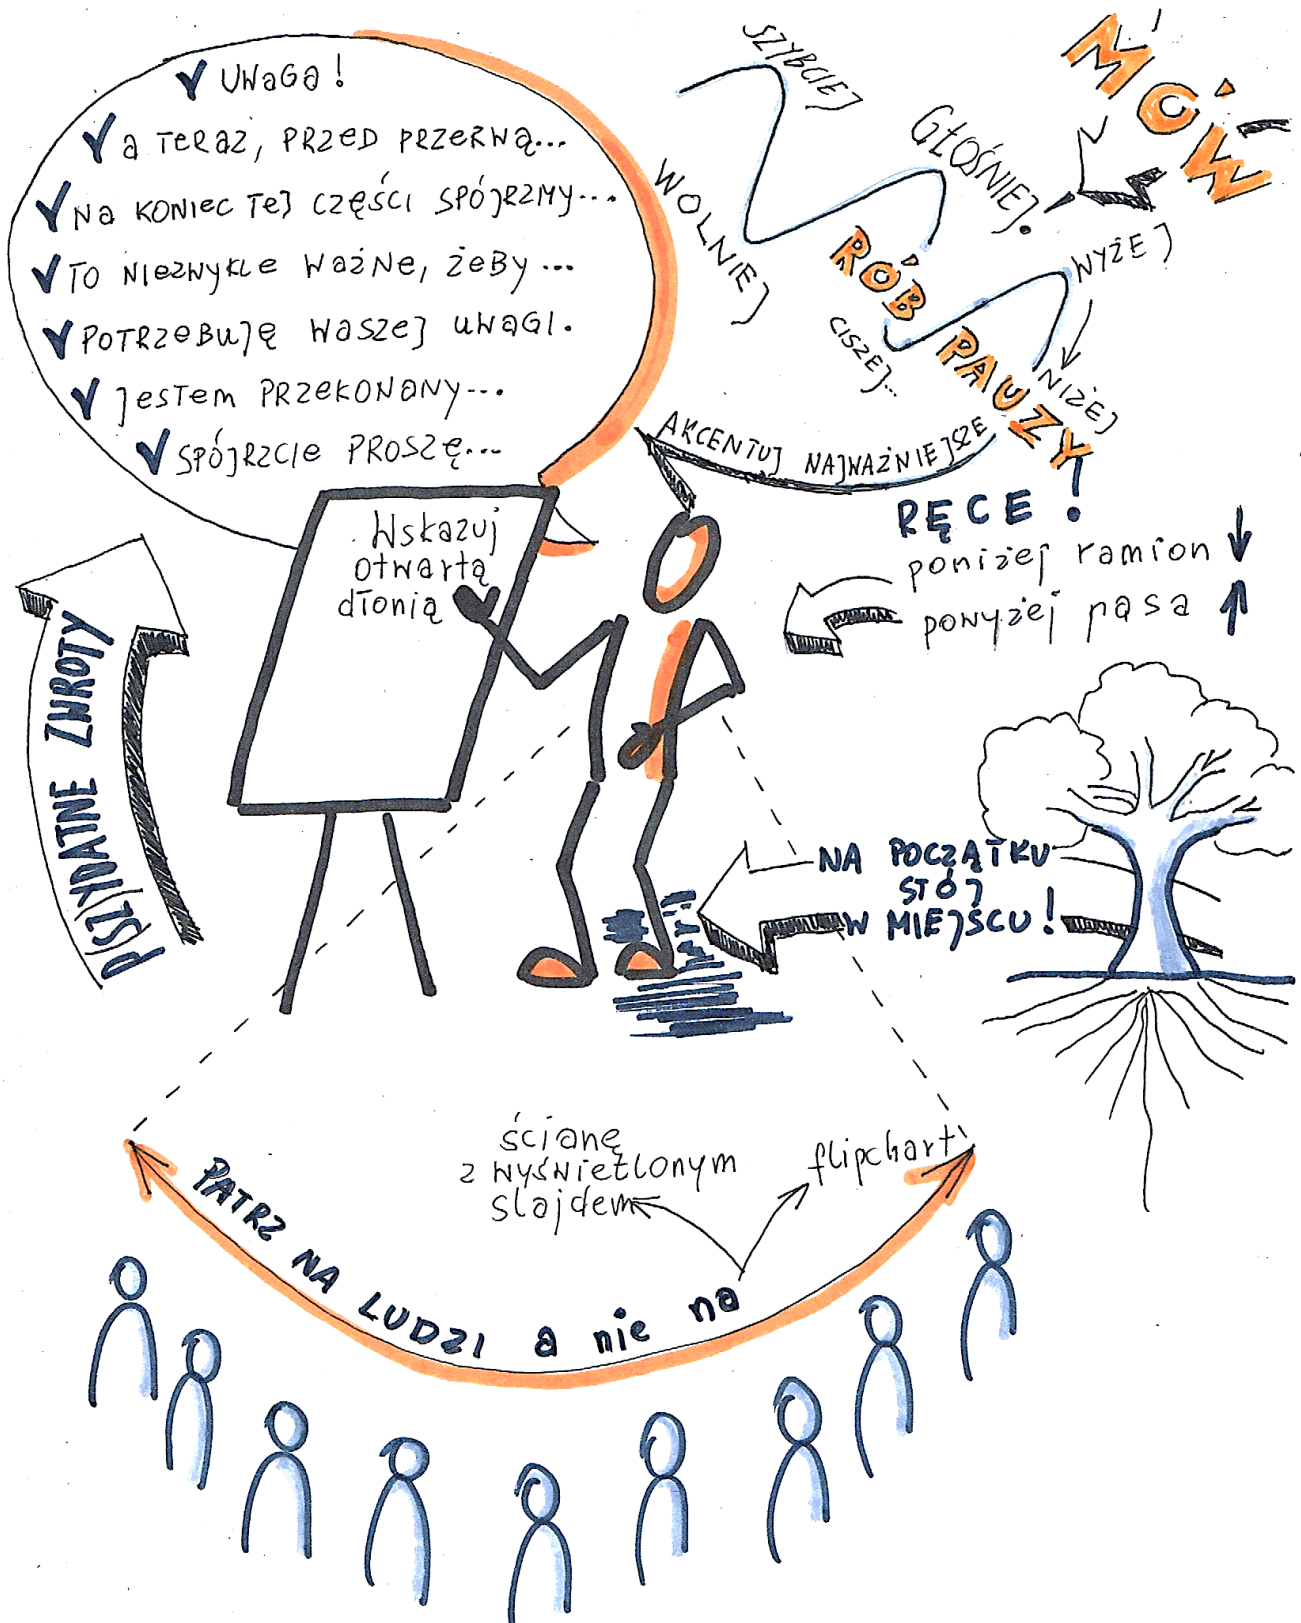 UWAGA!
A TERAZ, PRZED PRZERWĄ...
NA KONIEC TEJ CZĘŚCI SPÓJRZMY...
TO NIEZWYKLE WAŻNE, ŻEBY...
POTRZEBUJĘ WASZEJ UWAGI.
JESTEM PRZEKONANY...
SPÓJRZCIE PROSZĘ...
MÓW
SZYBCIEJ
WOLNIEJ
GŁOŚNIEJ.
CISZEJ...
WYŻEJ
NIŻEJ
RÓB PAUZY!
AKCENTUJ NAJWAŻNIEJSZE
RĘCE!
poniżej ramion
powyżej pasa
Wskazuj
otwartą
dłonią
P(SZ)YDATNE ZWROTY
NA POCZĄTKU
STÓJ
W MIEJSCU!
ścianę
z wyświetlonym
slajdem
flipchart
PATRZ NA LUDZI a nie na